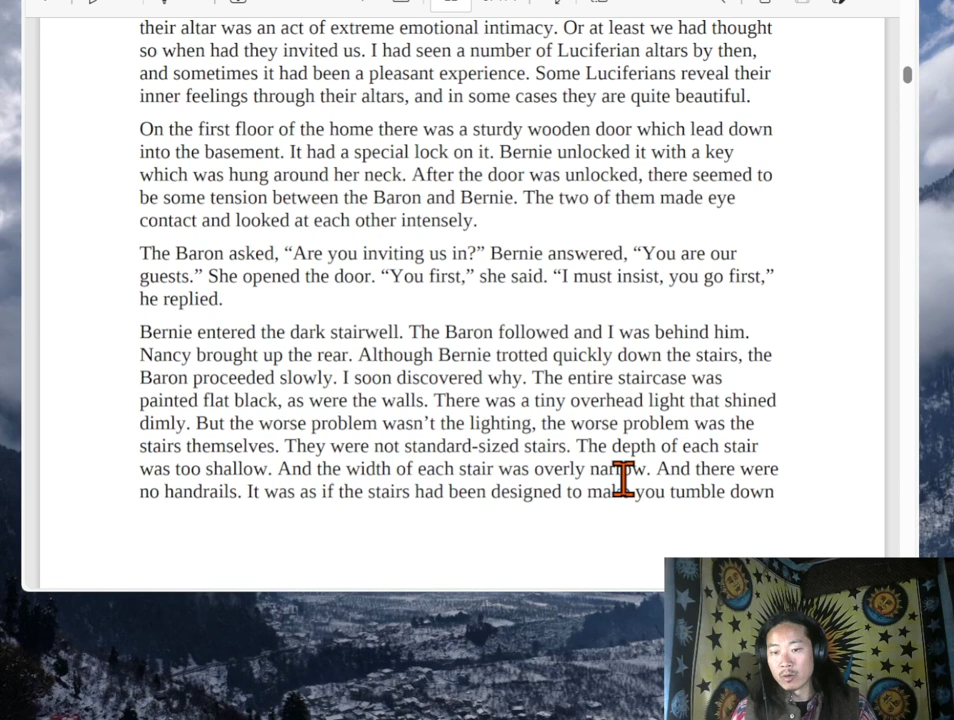 their altar was an act of extreme emotional intimacy. Or at least we had thought
so when had they invited us. I had seen a number of Luciferian altars by then,
and sometimes it had been a pleasant experience. Some Luciferians reveal their
inner feelings through their altars, and in some cases they are quite beautiful.
On the first floor of the home there was a sturdy wooden door which lead down
into the basement. It had a special lock on it. Bernie unlocked it with a key
which was hung around her neck. After the door was unlocked, there seemed to
be some tension between the Baron and Bernie. The two of them made eye
contact and looked at each other intensely.
The Baron asked, “Are you inviting us in?” Bernie answered, “You are our
guests.” She opened the door. “You first,” she said. “I must insist, you go first,”
he replied.
Bernie entered the dark stairwell. The Baron followed and I was behind him.
Nancy brought up the rear. Although Bernie trotted quickly down the stairs, the
Baron proceeded slowly. I soon discovered why. The entire staircase was
painted flat black, as were the walls. There was a tiny overhead light that shined
dimly. But the worse problem wasn’t the lighting, the worse problem was the
stairs themselves. They were not standard-sized stairs. The depth of each stair
was too shallow. And the width of each stair was overly narrow. And there were
no handrails. It was as if the stairs had been designed to make you tumble down